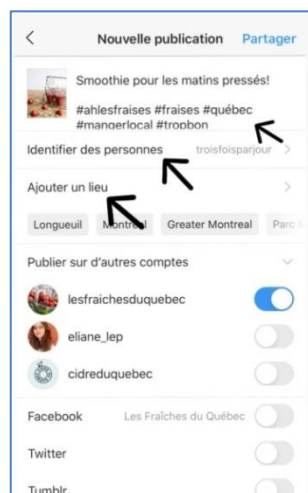 Nouvelle publication Partager
Smoothie pour les matins pressés!
#ahlesfraises #fraises #québec
#mangerlocal #tropbon
Identifier des personnes troisfoisparjour
Ajouter un lieu
Longueuil Montréal Greater Montreal Parc
Publier sur d'autres comptes
lesfraichesduquebec
eliane_lep
cidreduquebec
Facebook Les Fraîches du Québec
Twitter
Tumblr